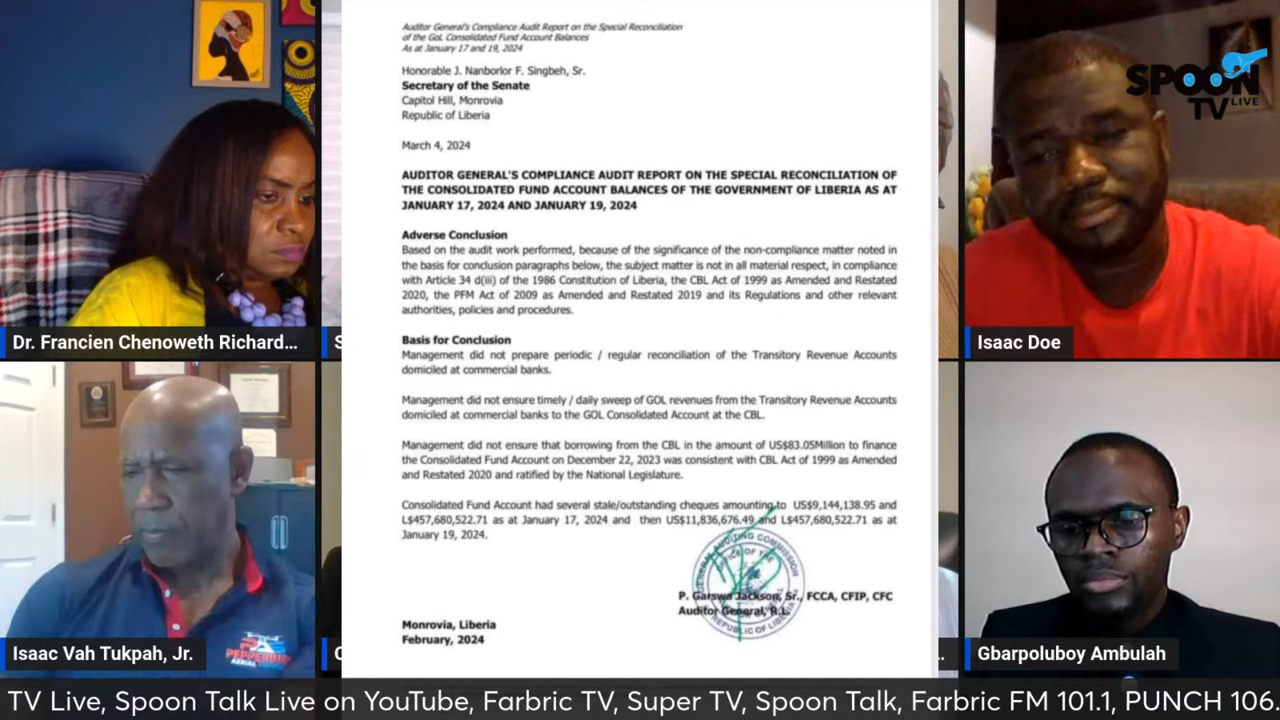 Auditor General's Compliance Audit Report on the Special Reconciliation
of the GoL Consolidated Fund Account Balances
As at January 17 and 19, 2024
Honorable J. Nanborlor F. Singbeh, Sr.
Secretary of the Senate
Capitol Hill, Monrovia
Republic of Liberia
March 4, 2024
AUDITOR GENERAL'S COMPLIANCE AUDIT REPORT ON THE SPECIAL RECONCILIATION OF
THE CONSOLIDATED FUND ACCOUNT BALANCES OF THE GOVERNMENT OF LIBERIA AS AT
JANUARY 17, 2024 AND JANUARY 19, 2024
Adverse Conclusion
Based on the audit work performed, because of the significance of the non-compliance matter noted in
the basis for conclusion paragraphs below, the subject matter is not in all material respect, in compliance
with Article 34 d(iii) of the 1986 Constitution of Liberia, the CBL Act of 1999 as Amended and Restated
2020, the PFM Act of 2009 as Amended and Restated 2019 and its Regulations and other relevant
authorities, policies and procedures.
Basis for Conclusion
Management did not prepare periodic / regular reconciliation of the Transitory Revenue Accounts
domiciled at commercial banks.
Management did not ensure timely / daily sweep of GOL revenues from the Transitory Revenue Accounts
domiciled at commercial banks to the GOL Consolidated Account at the CBL.
Management did not ensure that borrowing from the CBL in the amount of US$83.05Million to finance
the Consolidated Fund Account on December 22, 2023 was consistent with CBL Act of 1999 as Amended
and Restated 2020 and ratified by the National Legislature.
Consolidated Fund Account had several stale/outstanding cheques amounting to US$9,144,138.95 and
L$457,680,522.71 as at January 17, 2024 and then US$11,836,676.49 and L$457,680,522.71 as at
January 19, 2024.
GENERAL AUDITING COMMISSION
OFFICE OF THE
REPUBLIC OF LIBERIA
P. Garswa Jackson, Sr., FCCA, CFIP, CFC
Auditor General, R.L.
Monrovia, Liberia
February, 2024
SPOON
TV LIVE
Dr. Francien Chenoweth Richard...
S
Isaac Doe
PEPPERBIRD
AERIAL
Isaac Vah Tukpah, Jr.
C
..
Gbarpoluboy Ambulah
TV Live, Spoon Talk Live on YouTube, Farbric TV, Super TV, Spoon Talk, Farbric FM 101.1, PUNCH 106.